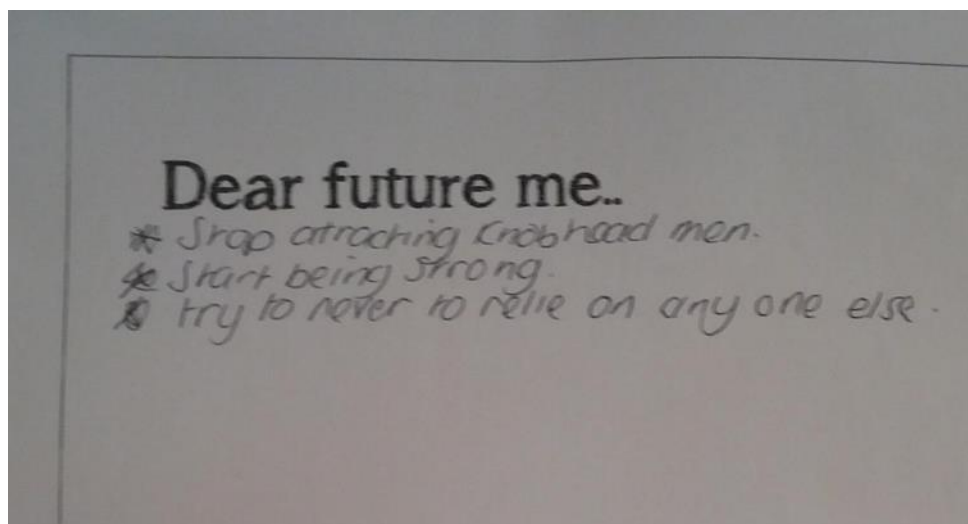 Dear future me..
* Stop attracting Knobhead men.
* Start being strong.
* try to never to relie on any one else.